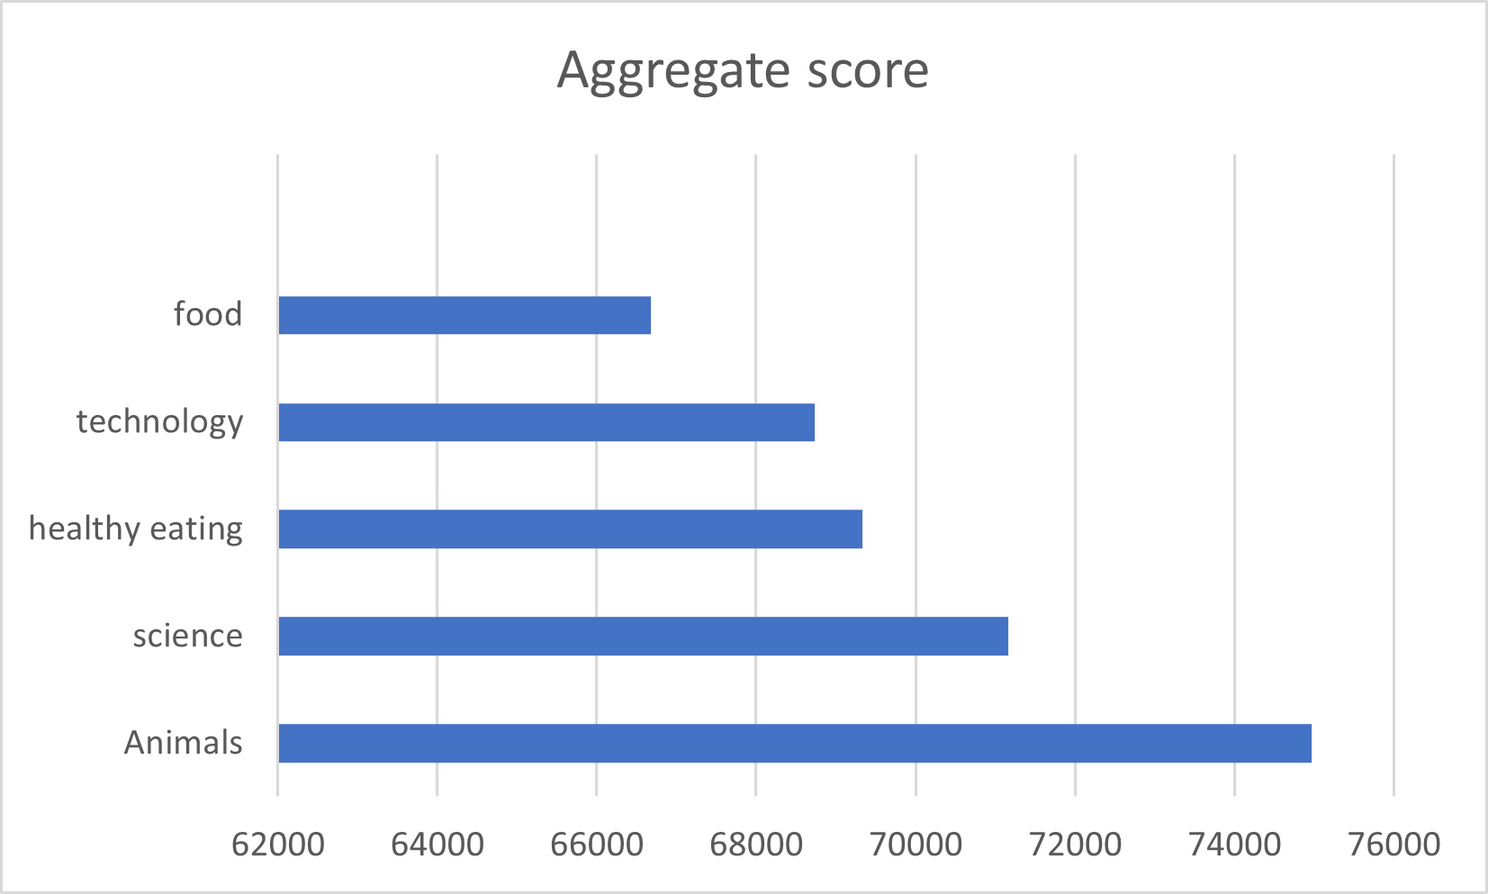 Aggregate score
food
technology
healthy eating
science
Animals
62000 64000 66000 68000 70000 72000 74000 76000